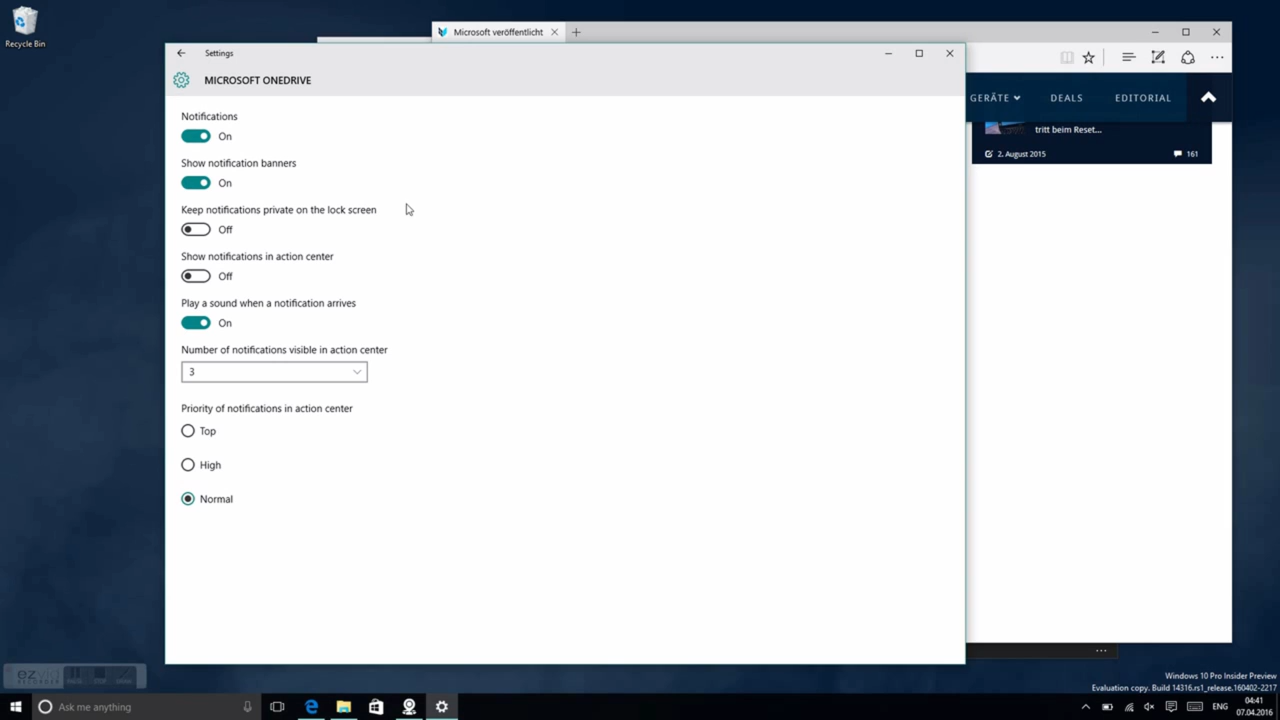 Recycle Bin
Microsoft veröffentlicht
Settings
MICROSOFT ONEDRIVE
GERÄTE
DEALS
EDITORIAL
tritt beim Reset...
2. August 2015
161
Notifications
On
Show notification banners
On
Keep notifications private on the lock screen
Off
Show notifications in action center
Off
Play a sound when a notification arrives
On
Number of notifications visible in action center
3
Priority of notifications in action center
Top
High
Normal
ezvid
RECORDER
STOP
Windows 10 Pro Insider Preview
Evaluation copy. Build 14316.rs1_release.160402-2217
Ask me anything
ENG
04:41
07.04.2016